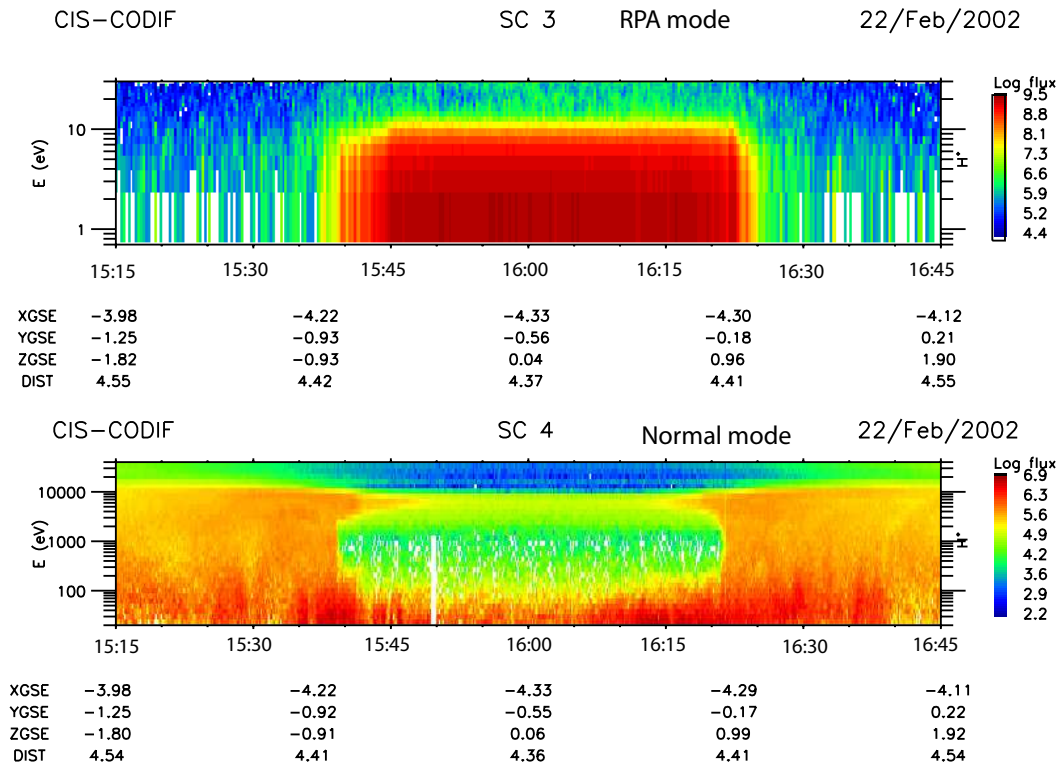 CIS-CODIF SC 3 RPA mode 22/Feb/2002
Log flux
9.5
8.8
8.1
7.3
6.6
5.9
5.2
4.4
E (eV)
10
1
H+
15:15 15:30 15:45 16:00 16:15 16:30 16:45
XGSE -3.98 -4.22 -4.33 -4.30 -4.12
YGSE -1.25 -0.93 -0.56 -0.18 0.21
ZGSE -1.82 -0.93 0.04 0.96 1.90
DIST 4.55 4.42 4.37 4.41 4.55
CIS-CODIF SC 4 Normal mode 22/Feb/2002
Log flux
6.9
6.3
5.6
4.9
4.2
3.6
2.9
2.2
E (eV)
10000
1000
100
H+
15:15 15:30 15:45 16:00 16:15 16:30 16:45
XGSE -3.98 -4.22 -4.33 -4.29 -4.11
YGSE -1.25 -0.92 -0.55 -0.17 0.22
ZGSE -1.80 -0.91 0.06 0.99 1.92
DIST 4.54 4.41 4.36 4.41 4.54